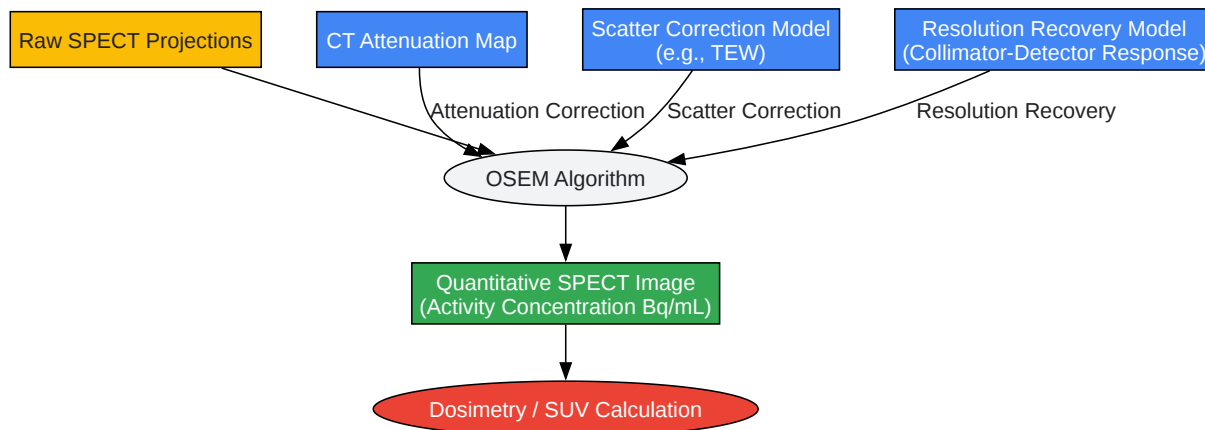 Raw SPECT Projections
CT Attenuation Map
Scatter Correction Model
(e.g., TEW)
Resolution Recovery Model
(Collimator-Detector Response)
Attenuation Correction
Scatter Correction
Resolution Recovery
OSEM Algorithm
Quantitative SPECT Image
(Activity Concentration Bq/mL)
Dosimetry / SUV Calculation